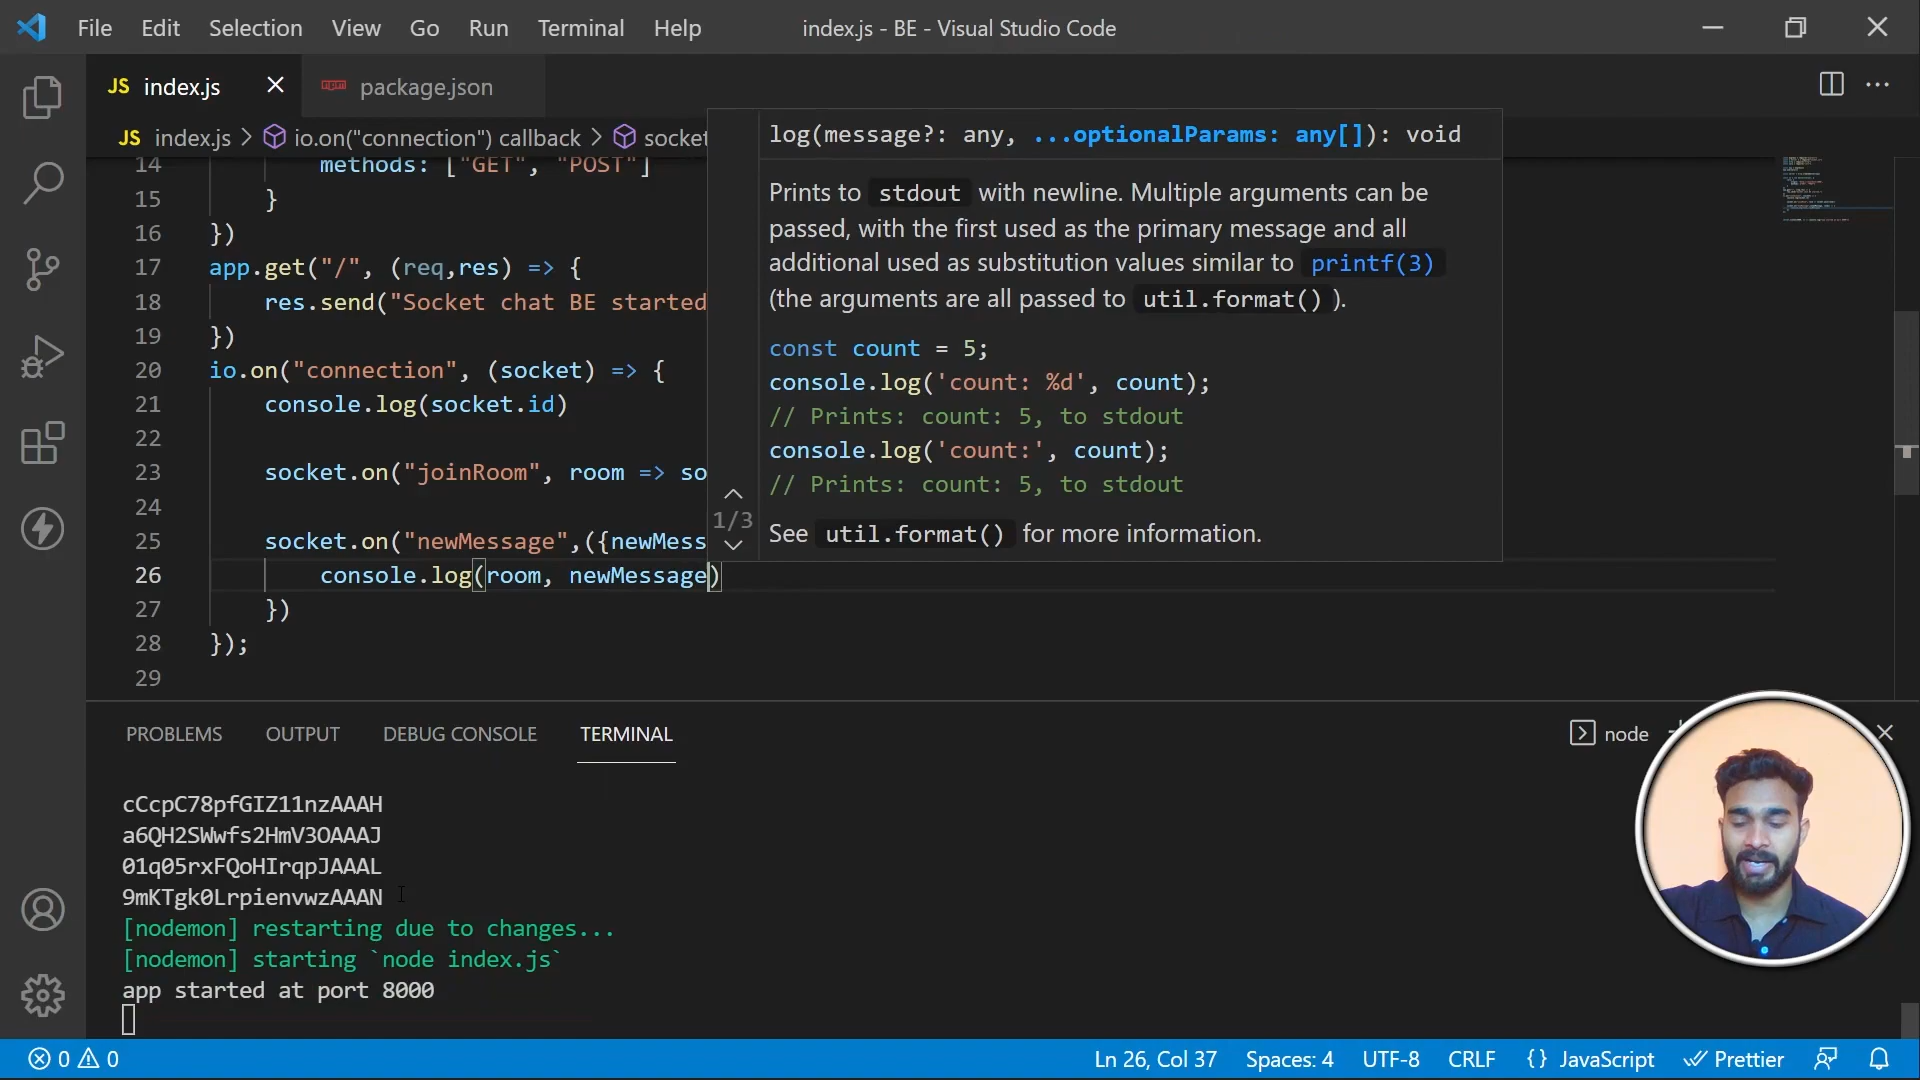 File Edit Selection View Go Run Terminal Help index.js - BE - Visual Studio Code
JS index.js package.json
JS index.js > io.on("connection") callback > socket
14 methods: ["GET", "POST"]
15 }
16 })
17 app.get("/", (req,res) => {
18 res.send("Socket chat BE started
19 })
20 io.on("connection", (socket) => {
21 console.log(socket.id)
22
23 socket.on("joinRoom", room => so
24
25 socket.on("newMessage",({newMess
26 console.log(room, newMessage)
27 })
28 });
29
log(message?: any, ...optionalParams: any[]): void
Prints to stdout with newline. Multiple arguments can be
passed, with the first used as the primary message and all
additional used as substitution values similar to printf(3)
(the arguments are all passed to util.format() ).
const count = 5;
console.log('count: %d', count);
// Prints: count: 5, to stdout
console.log('count:', count);
// Prints: count: 5, to stdout
1/3
See util.format() for more information.
PROBLEMS OUTPUT DEBUG CONSOLE TERMINAL node
cCcpC78pfGIZ11nzAAAH
a6QH2SWwfs2HmV3OAAAJ
01q05rxFQoHIrqpJAAAL
9mKTgk0LrpienvwzAAAN
[nodemon] restarting due to changes...
[nodemon] starting `node index.js`
app started at port 8000
0 0 Ln 26, Col 37 Spaces: 4 UTF-8 CRLF {} JavaScript Prettier